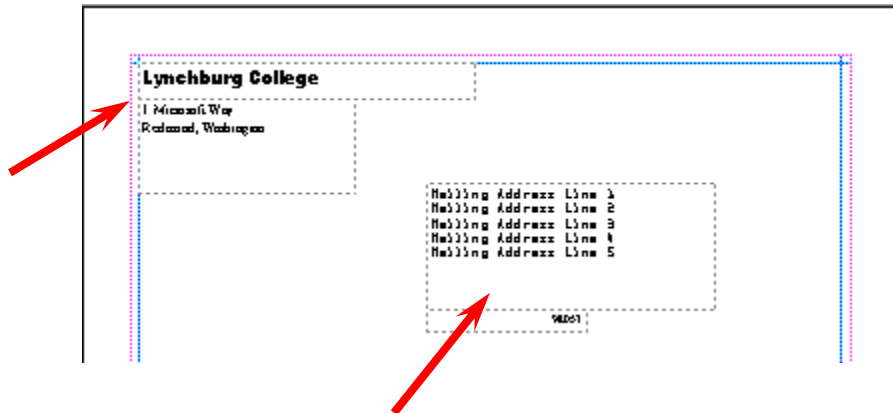 Lynchburg College
1 Microsoft Way
Redmond, Washington
Mailing Address Line 1
Mailing Address Line 2
Mailing Address Line 3
Mailing Address Line 4
Mailing Address Line 5